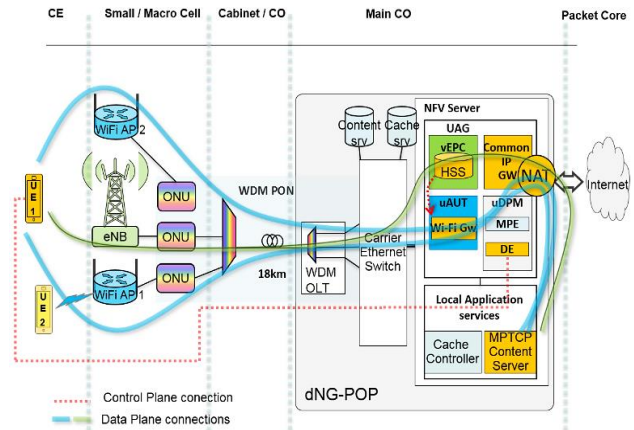 CE
Small / Macro Cell
Cabinet / CO
Main CO
Packet Core
NFV Server
UAG
Content
srv
Cache
srv
vEPC
HSS
Common
IP
GW
NAT
Internet
WiFi AP 2
WDM PON
ONU
UE 1
eNB
ONU
uAUT
Wi-Fi Gw
uDPM
MPE
DE
Carrier
Ethernet
Switch
18km
WDM
OLT
ONU
WiFi AP 1
UE 2
Local Application
services
Cache
Controller
MPTCP
Content
Server
dNG-POP
Control Plane conection
Data Plane connections